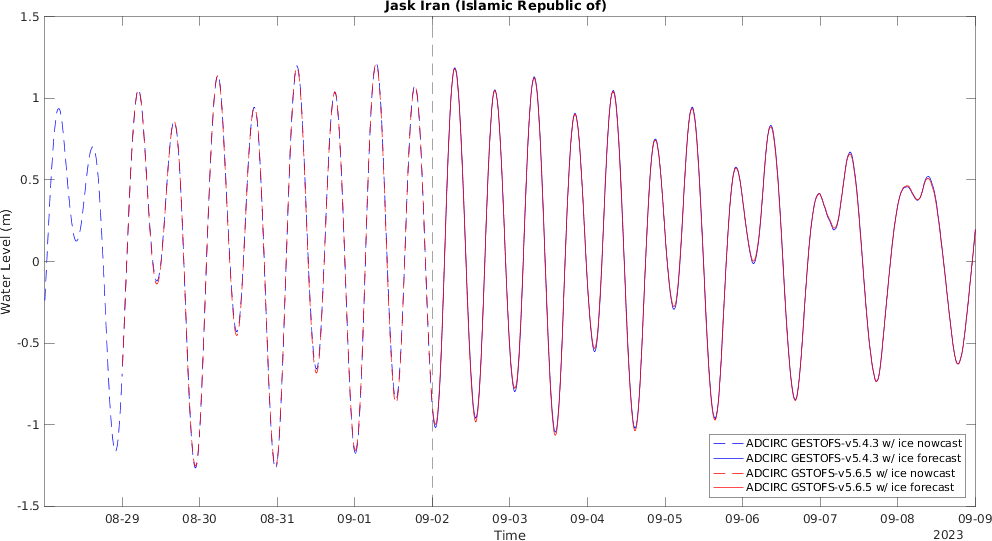 Jask Iran (Islamic Republic of)
1.5
1
0.5
0
-0.5
-1
-1.5
Water Level (m)
ADCIRC GESTOFS-v5.4.3 w/ ice nowcast
ADCIRC GESTOFS-v5.4.3 w/ ice forecast
ADCIRC GSTOFS-v5.6.5 w/ ice nowcast
ADCIRC GSTOFS-v5.6.5 w/ ice forecast
08-29 08-30 08-31 09-01 09-02 09-03 09-04 09-05 09-06 09-07 09-08 09-09
Time
2023